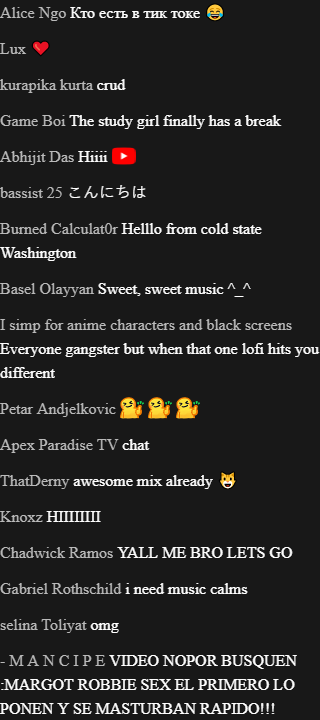 Alice Ngo Кто есть в тик токе 😂
Lux ❤️
kurapika kurta crud
Game Boi The study girl finally has a break
Abhijit Das Hiiii
bassist 25 こんにちは
Burned Calculat0r Helllo from cold state
Washington
Basel Olayyan Sweet, sweet music ^_^
I simp for anime characters and black screens
Everyone gangster but when that one lofi hits you
different
Petar Andjelkovic
Apex Paradise TV chat
ThatDerny awesome mix already 😺
Knoxz HIIIIIIII
Chadwick Ramos YALL ME BRO LETS GO
Gabriel Rothschild i need music calms
selina Toliyat omg
- M A N C I P E VIDEO NOPOR BUSQUEN
:MARGOT ROBBIE SEX EL PRIMERO LO
PONEN Y SE MASTURBAN RAPIDO!!!